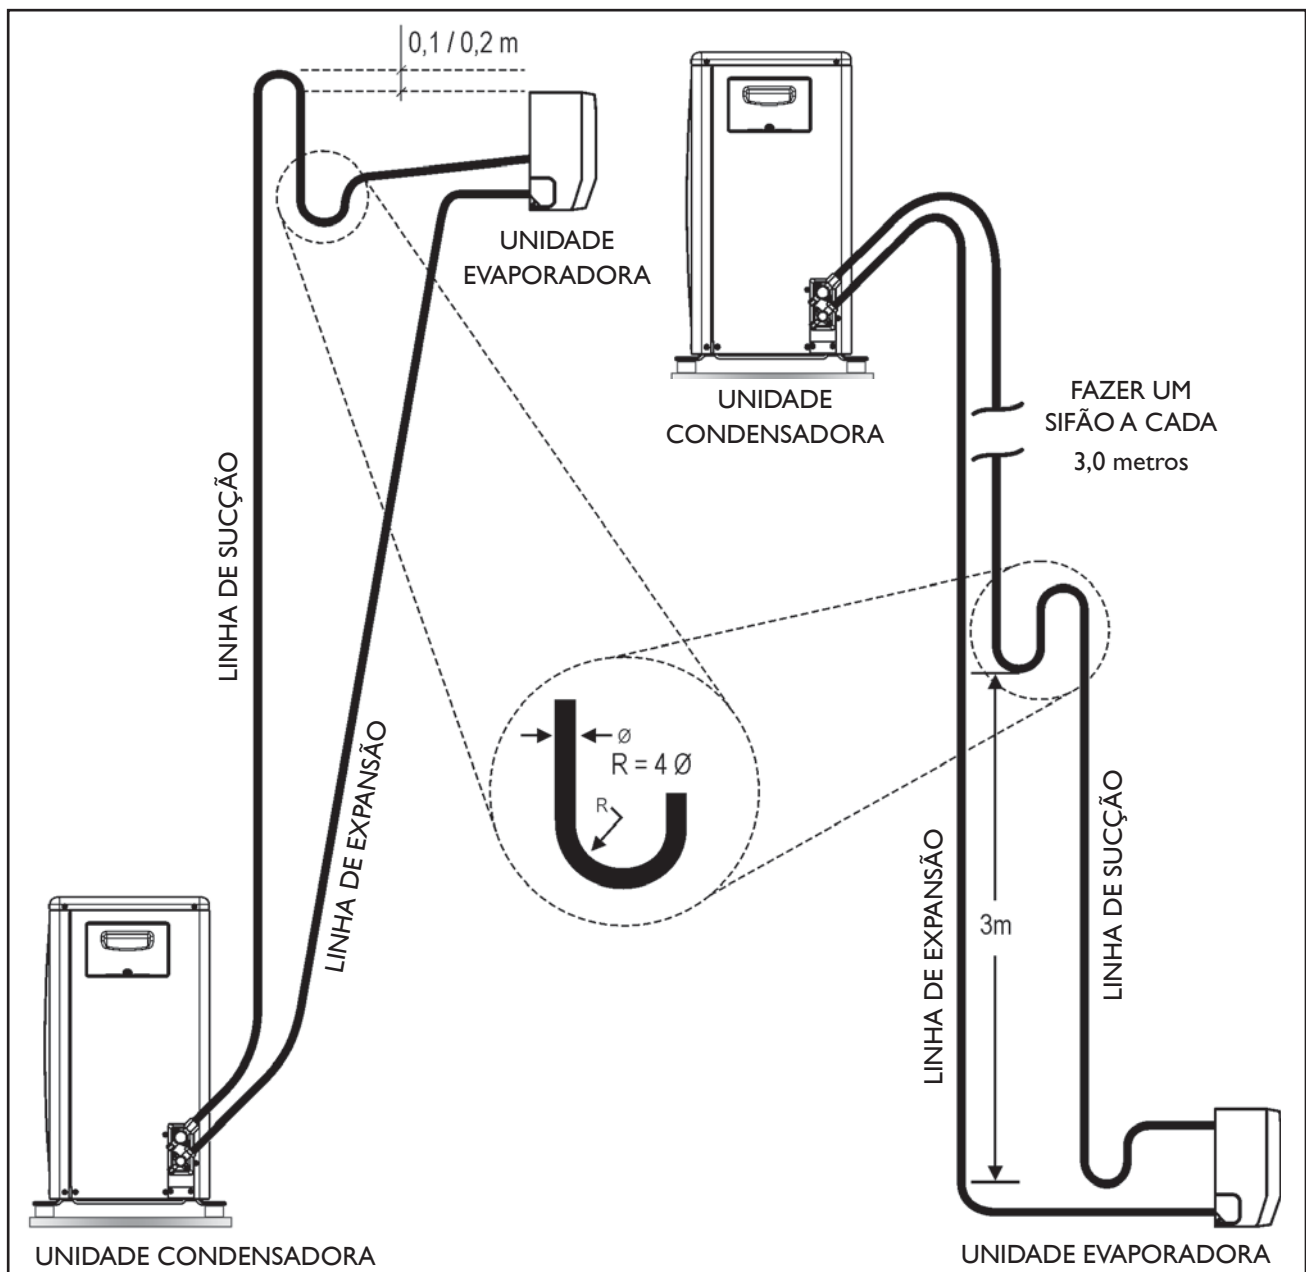 0,1 / 0,2 m
UNIDADE
EVAPORADORA
LINHA DE SUCÇÃO
LINHA DE EXPANSÃO
UNIDADE CONDENSADORA
UNIDADE
CONDENSADORA
FAZER UM
SIFÃO A CADA
3,0 metros
Ø
R = 4 Ø
R
LINHA DE EXPANSÃO
3m
LINHA DE SUCÇÃO
UNIDADE EVAPORADORA